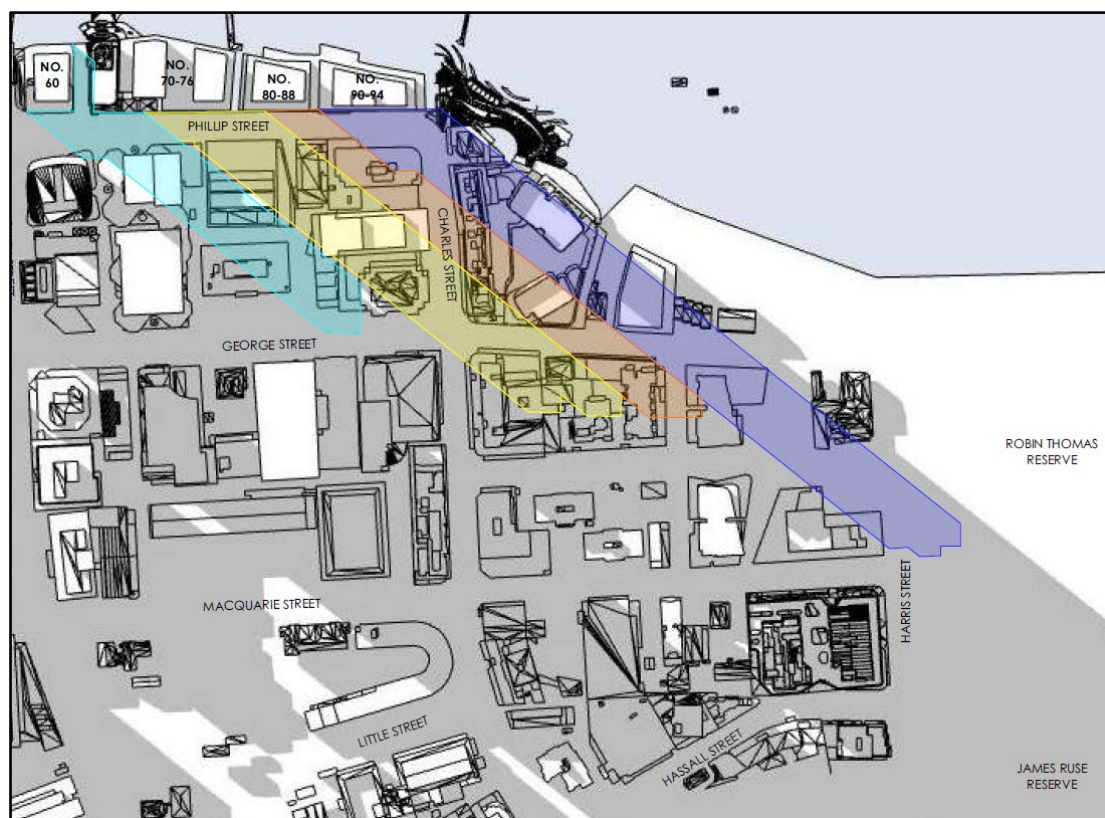 NO.
60
NO.
70-76
NO.
80-88
NO.
90-94
PHILLIP STREET
CHARLES STREET
GEORGE STREET
ROBIN THOMAS
RESERVE
HARRIS STREET
MACQUARIE STREET
LITTLE STREET
HASSALL STREET
JAMES RUSE
RESERVE